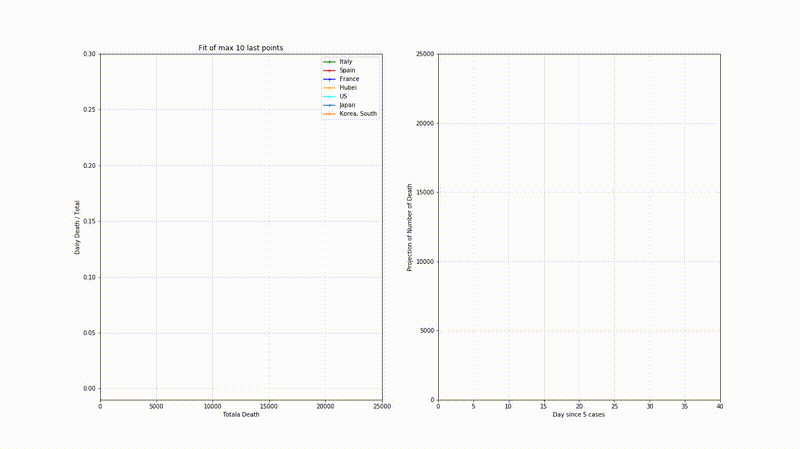 Fit of max 10 last points
0.30
0.25
0.20
0.15
0.10
0.05
0.00
Daily Death / Total
Italy
Spain
France
Hubei
US
Japan
Korea, South
0 5000 10000 15000 20000 25000
Totala Death
25000
20000
15000
10000
5000
0
Projection of Number of Death
0 5 10 15 20 25 30 35 40
Day since 5 cases